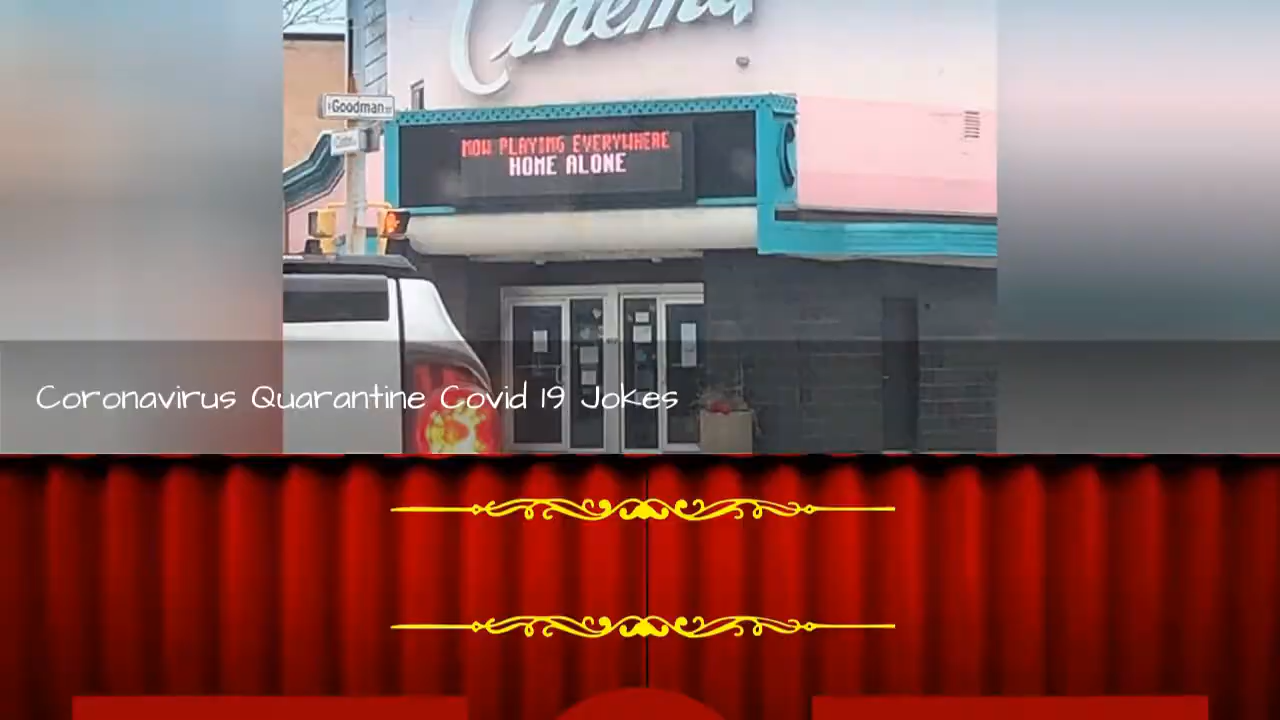 Cinema
Goodman
NOW PLAYING EVERYWHERE
HOME ALONE
Coronavirus Quarantine Covid 19 Jokes